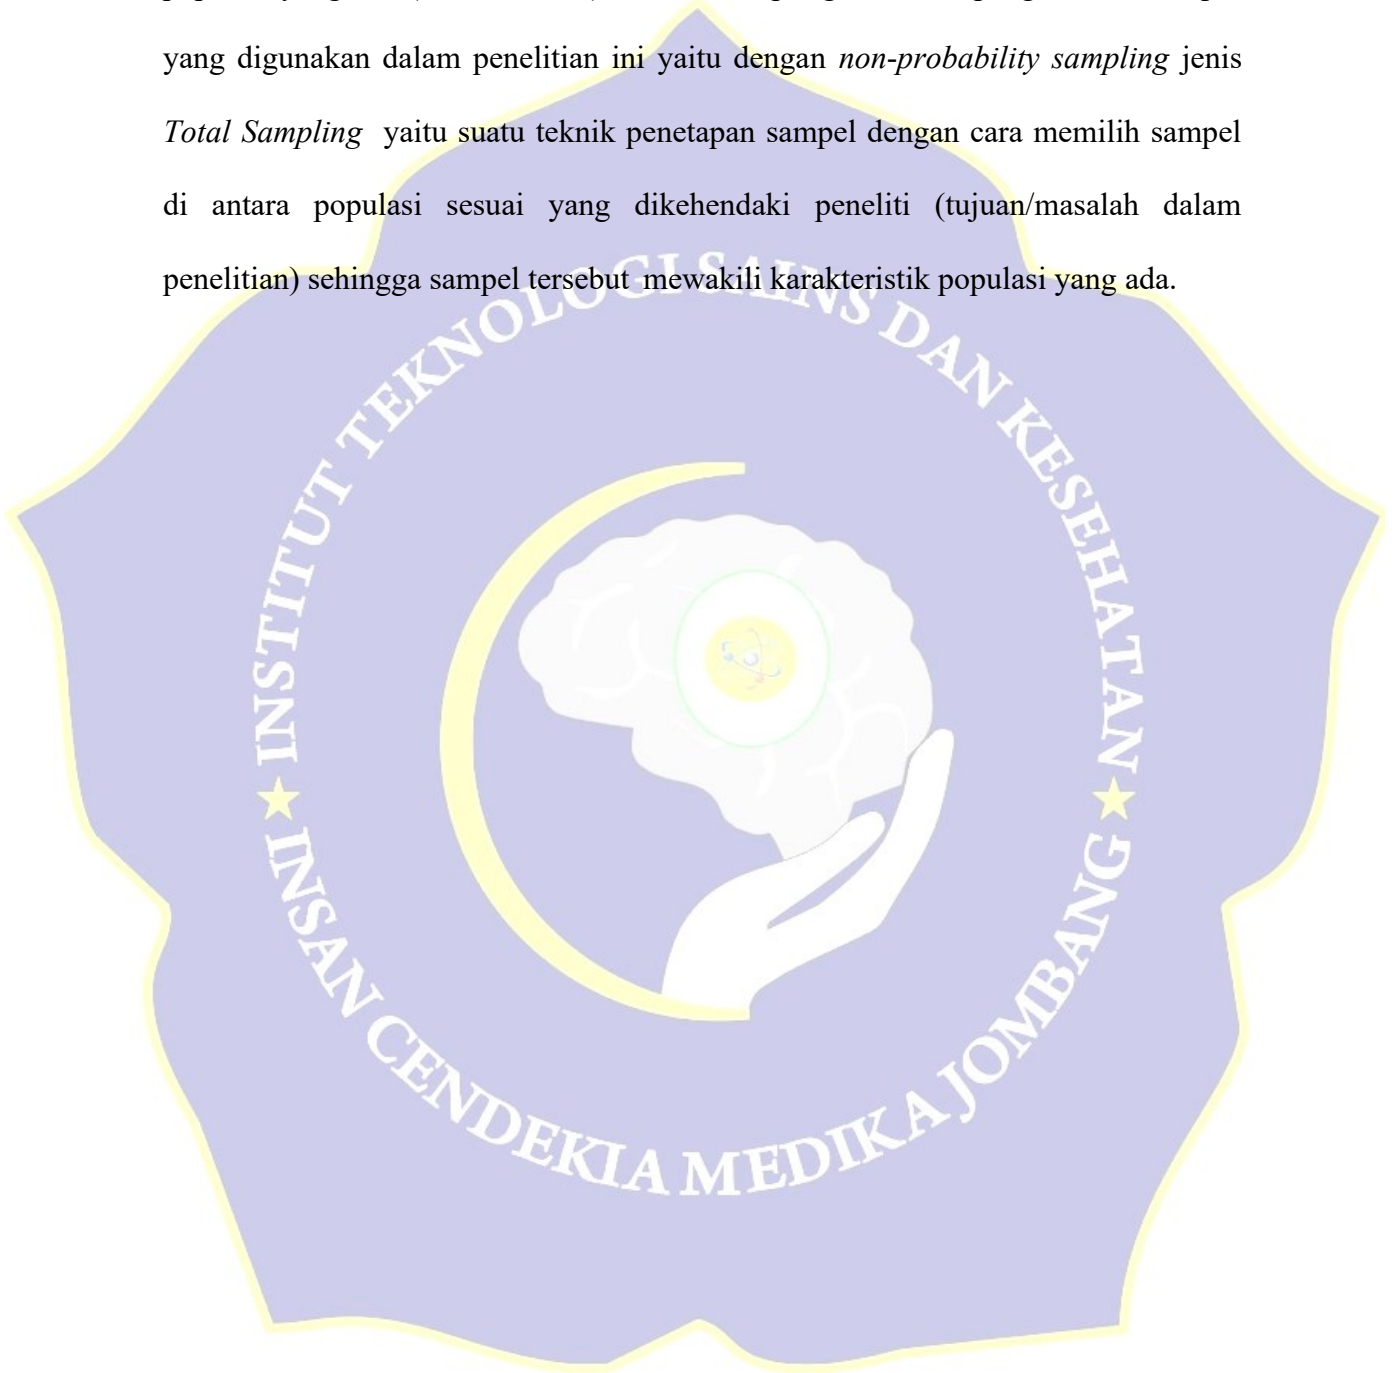 yang digunakan dalam penelitian ini yaitu dengan non-probability sampling jenis
Total Sampling yaitu suatu teknik penetapan sampel dengan cara memilih sampel
di antara populasi sesuai yang dikehendaki peneliti (tujuan/masalah dalam
penelitian) sehingga sampel tersebut mewakili karakteristik populasi yang ada.
INSTITUT TEKNOLOGI SAINS DAN KESEHATAN
INSAN CENDEKIA MEDIKA JOMBANG